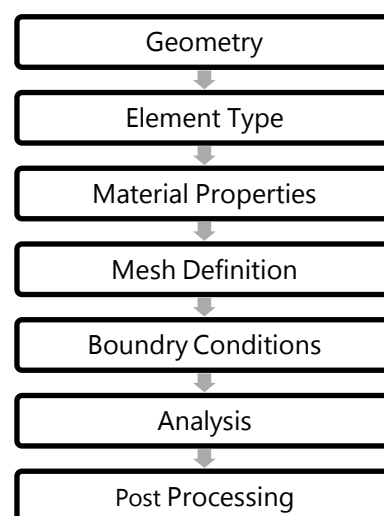 Geometry
Element Type
Material Properties
Mesh Definition
Boundry Conditions
Analysis
Post Processing